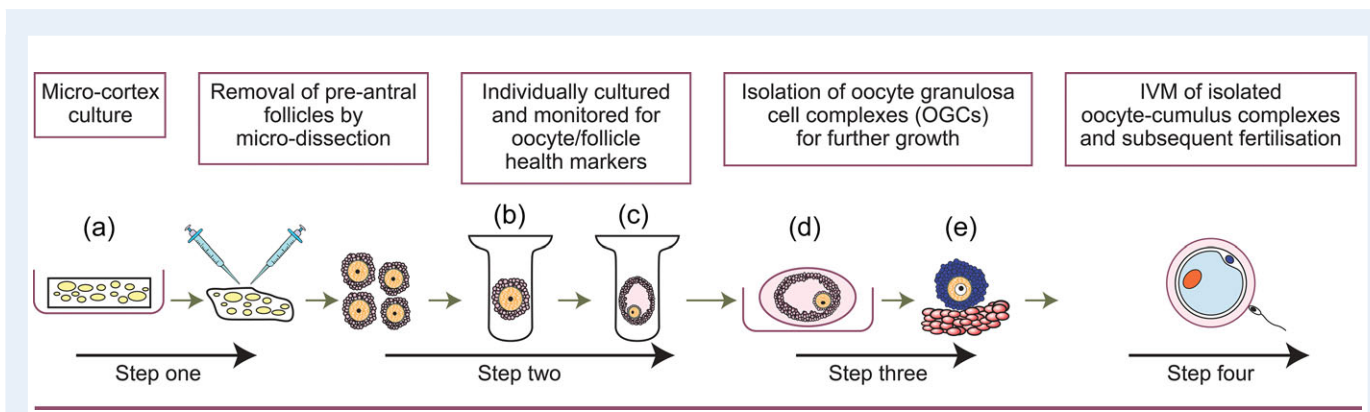 Micro-cortex
culture
Removal of pre-antral
follicles by
micro-dissection
Individually cultured
and monitored for
oocyte/follicle
health markers
Isolation of oocyte granulosa
cell complexes (OGCs)
for further growth
IVM of isolated
oocyte-cumulus complexes
and subsequent fertilisation
(a)
(b)
(c)
(d)
(e)
Step one
Step two
Step three
Step four